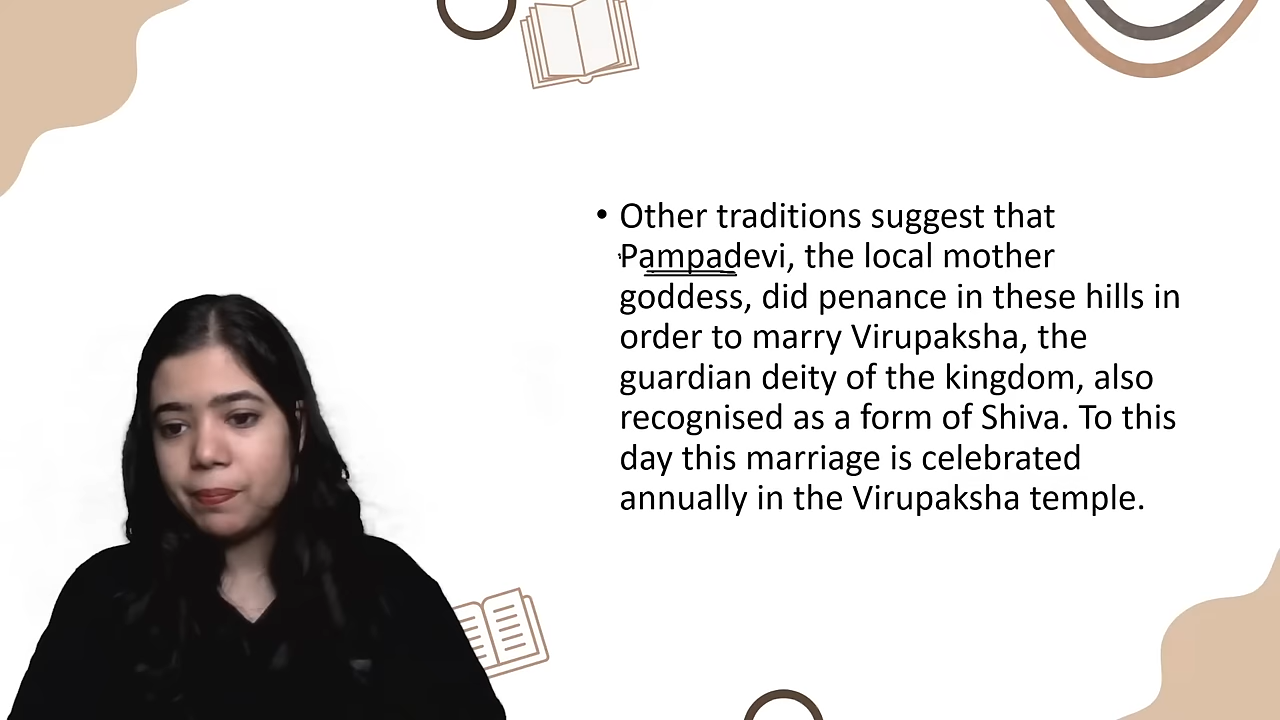 • Other traditions suggest that
Pampadevi, the local mother
goddess, did penance in these hills in
order to marry Virupaksha, the
guardian deity of the kingdom, also
recognised as a form of Shiva. To this
day this marriage is celebrated
annually in the Virupaksha temple.